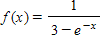 f(x) = 1 / (3 − e^{−x})